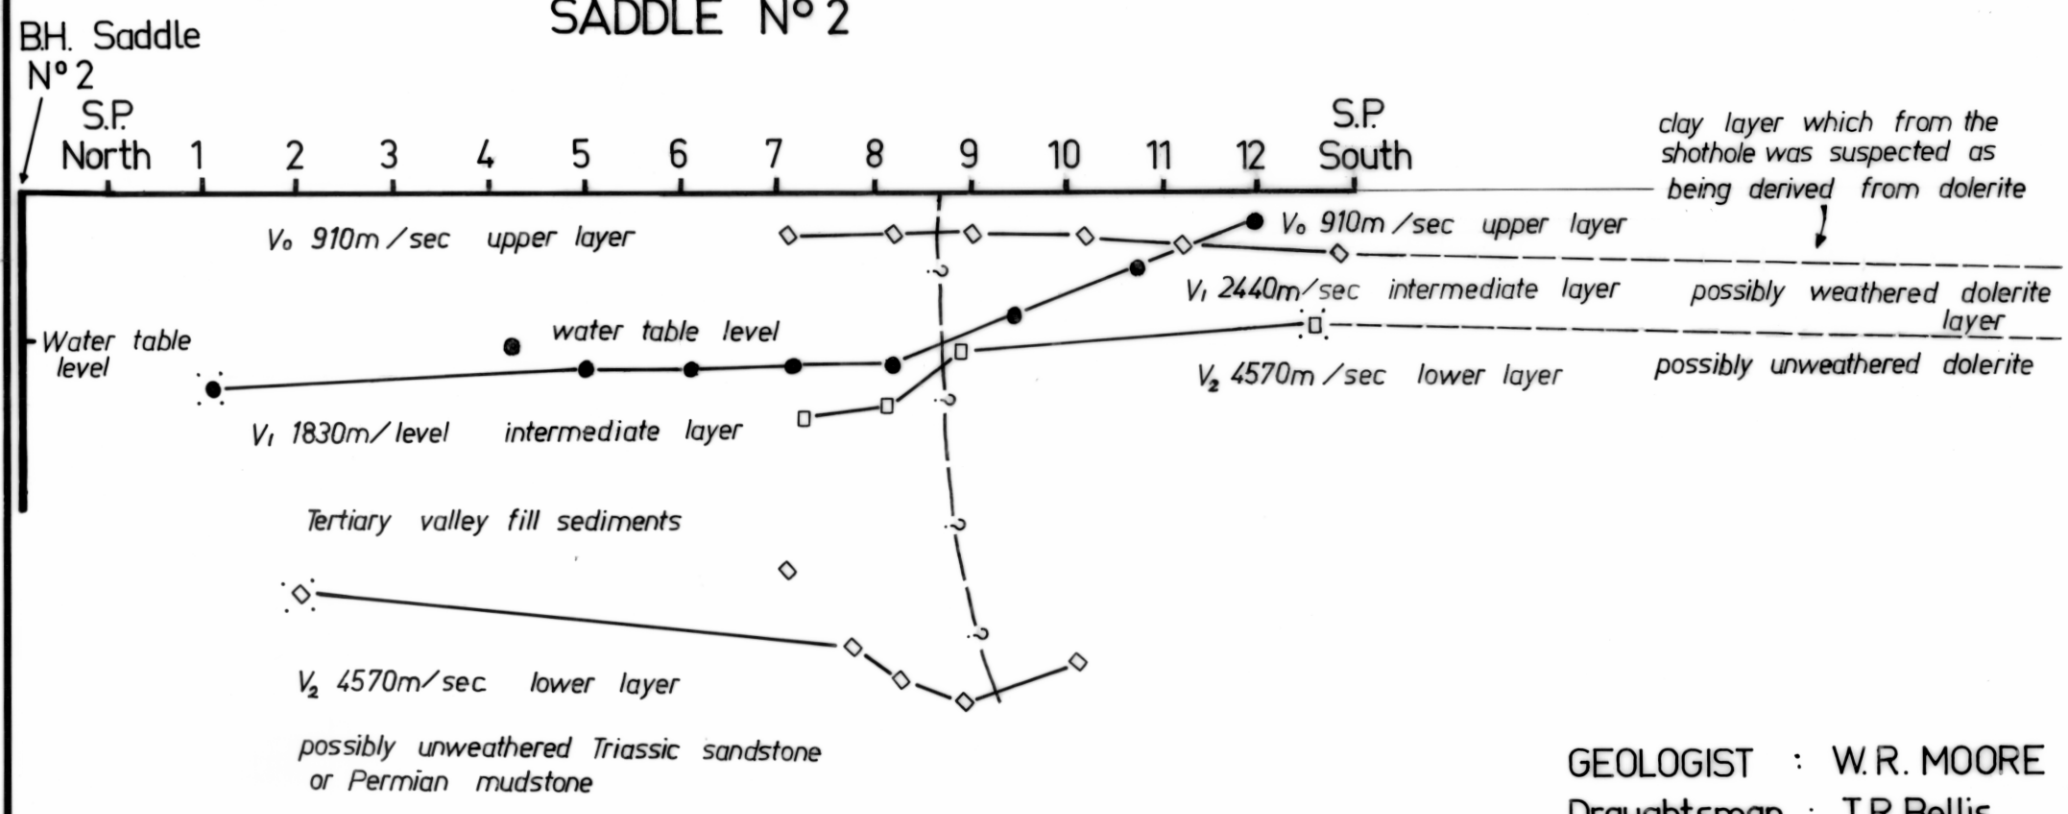 SADDLE Nº 2
B.H. Saddle
Nº 2
S.P.
North 1 2 3 4 5 6 7 8 9 10 11 12
S.P.
South
clay layer which from the
shothole was suspected as
being derived from dolerite
V₀ 910m/sec upper layer
V₀ 910m/sec upper layer
?
V₁ 2440m/sec intermediate layer
possibly weathered dolerite
layer
Water table
level
water table level
V₂ 4570m/sec lower layer
possibly unweathered dolerite
?
V₁ 1830m/level intermediate layer
Tertiary valley fill sediments
?
?
V₂ 4570m/sec lower layer
possibly unweathered Triassic sandstone
or Permian mudstone
GEOLOGIST : W.R. MOORE
Draughtsman : T.R. Bellis